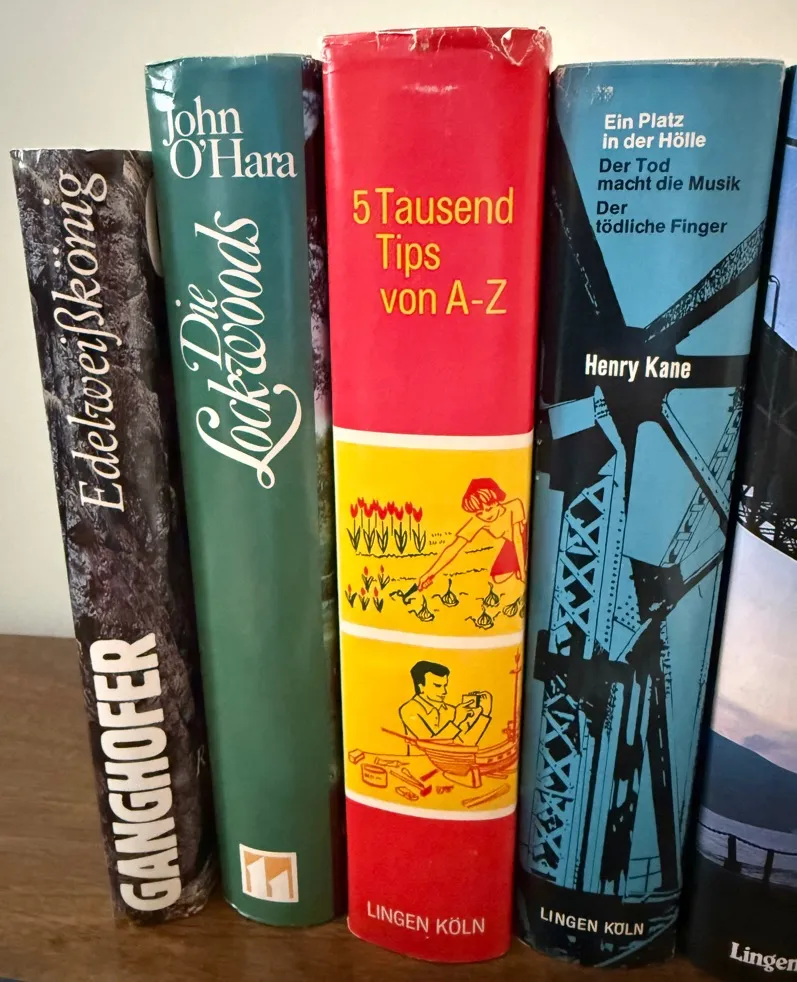 Edelweißkönig
GANGHOFER
John
O'Hara
Die
Lockwoods
5 Tausend
Tips
von A-Z
LINGEN KÖLN
Ein Platz
in der Hölle
Der Tod
macht die Musik
Der
tödliche Finger
Henry Kane
LINGEN KÖLN